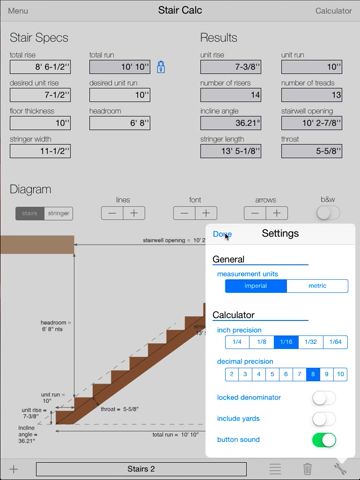 Menu Stair Calc Calculator
Stair Specs Results
total rise total run unit rise unit run
8' 6-1/2" 10' 10" 7-3/8" 10"
desired unit rise desired unit run number of risers number of treads
7-1/2" 10" 14 13
floor thickness headroom incline angle stairwell opening
10" 6' 8" 36.21° 10' 2-7/8"
stringer width stringer length throat
11-1/2" 13' 5-1/8" 5-5/8"
Diagram lines font arrows b&w
stairs stringer
stairwell opening = 10' 2
headroom =
6' 8" nts
unit run =
10"
unit rise =
7-3/8"
throat = 5-5/8"
incline
angle =
36.21°
total run = 10' 10"
Done Settings
General
measurement units
imperial metric
Calculator
inch precision
1/4 1/8 1/16 1/32 1/64
decimal precision
2 3 4 5 6 7 8 9 10
locked denominator
include yards
button sound
Stairs 2